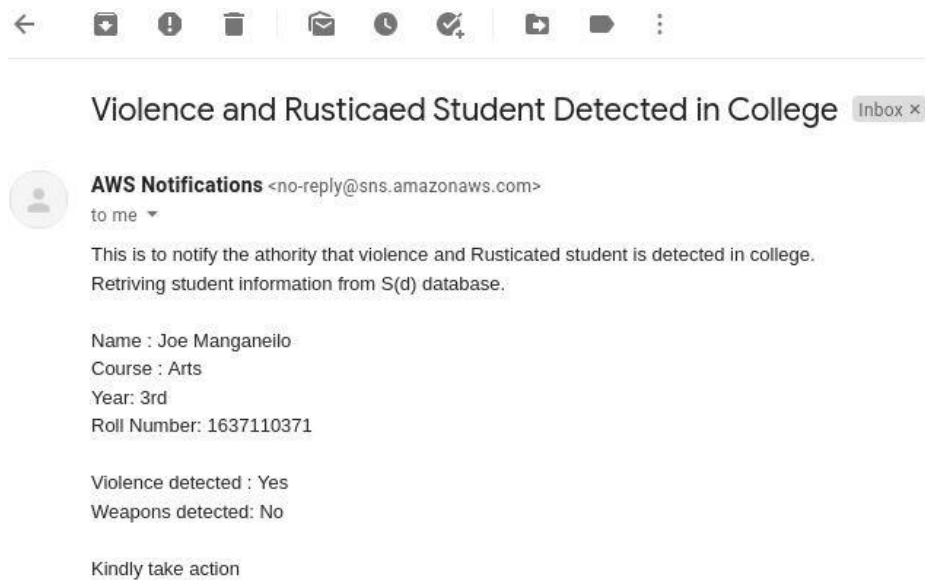 Violence and Rusticaed Student Detected in College Inbox ×
AWS Notifications <no-reply@sns.amazonaws.com>
to me
This is to notify the athority that violence and Rusticated student is detected in college.
Retriving student information from S(d) database.
Name : Joe Manganeilo
Course : Arts
Year: 3rd
Roll Number: 1637110371
Violence detected : Yes
Weapons detected: No
Kindly take action